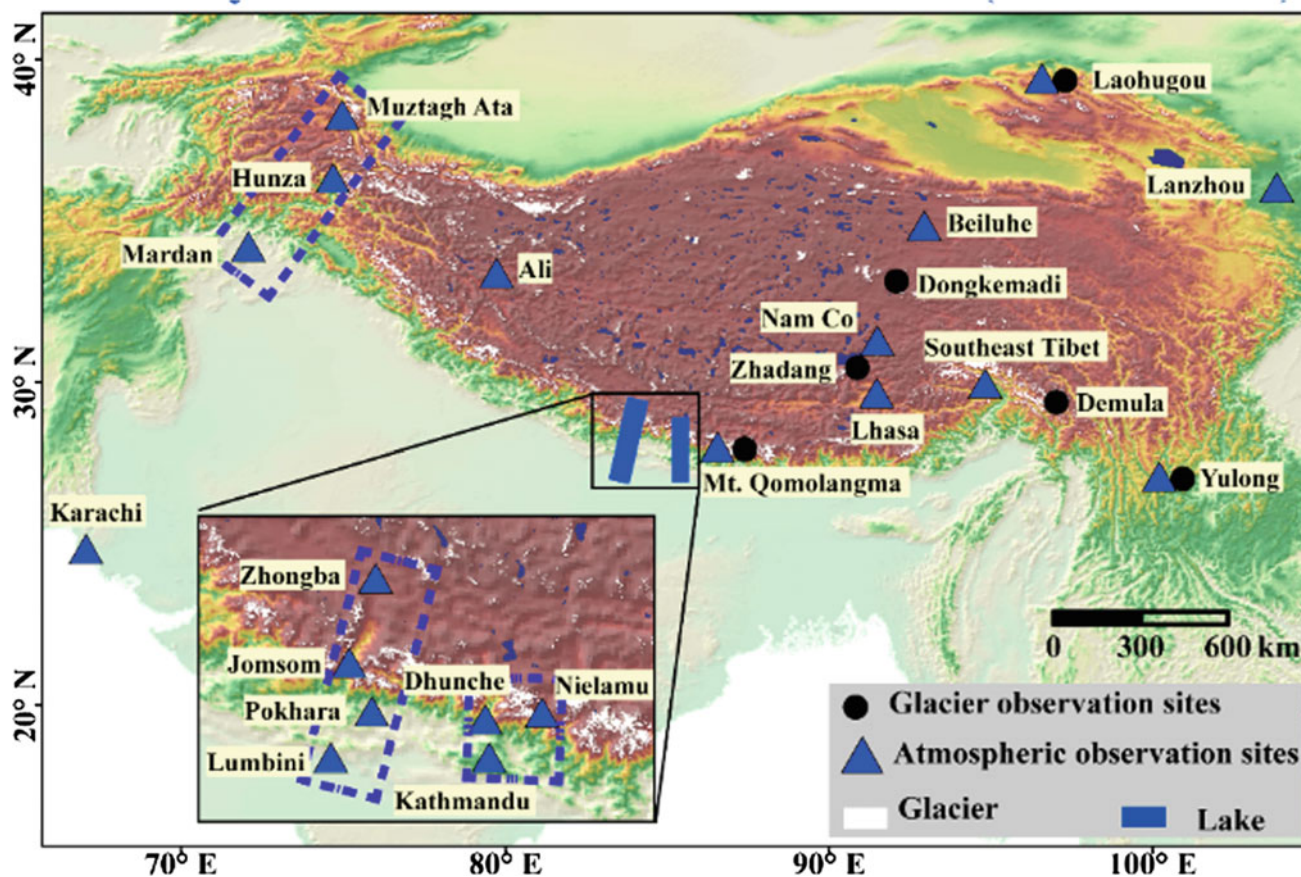 40° N
Laohugou
Muztagh Ata
Hunza
Lanzhou
Mardan
Beiluhe
Ali
Dongkemadi
Nam Co
Southeast Tibet
30° N
Zhadang
Demula
Lhasa
Mt. Qomolangma
Yulong
Karachi
Zhongba
0 300 600 km
Jomsom
Dhunche
Nielamu
20° N
Pokhara
Lumbini
Kathmandu
Glacier observation sites
Atmospheric observation sites
Glacier
Lake
70° E
80° E
90° E
100° E